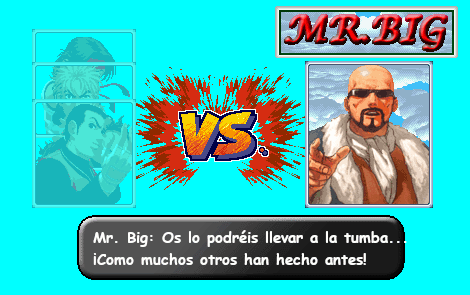 MR.BIG
VS.
Mr. Big: Os lo podréis llevar a la tumba...
¡Como muchos otros han hecho antes!